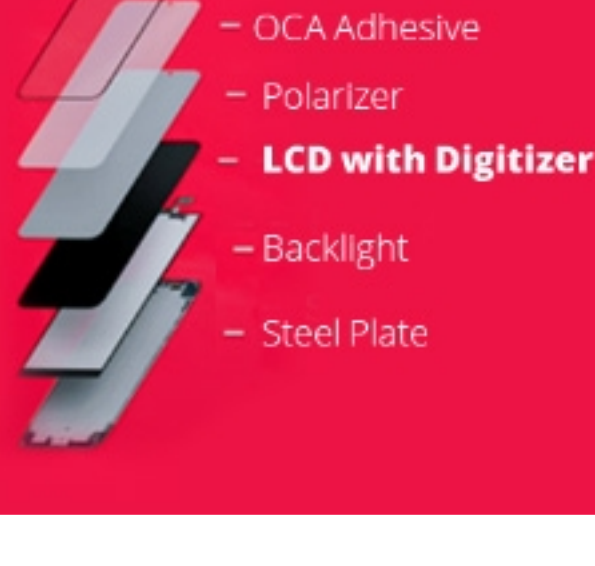 OCA Adhesive
Polarizer
LCD with Digitizer
Backlight
Steel Plate